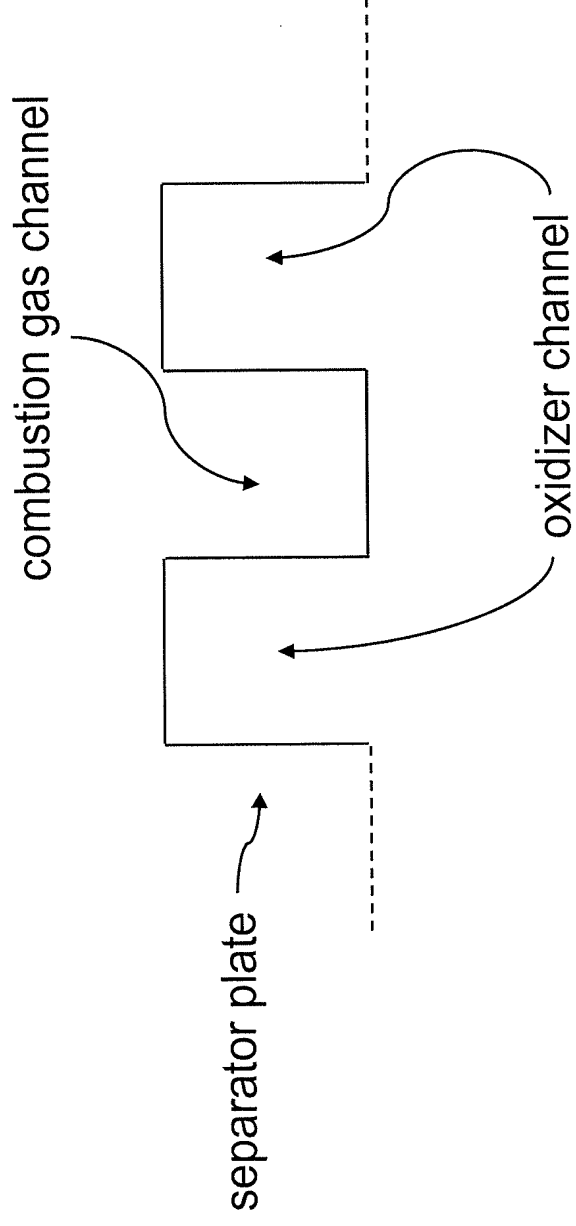 combustion gas channel
separator plate
oxidizer channel